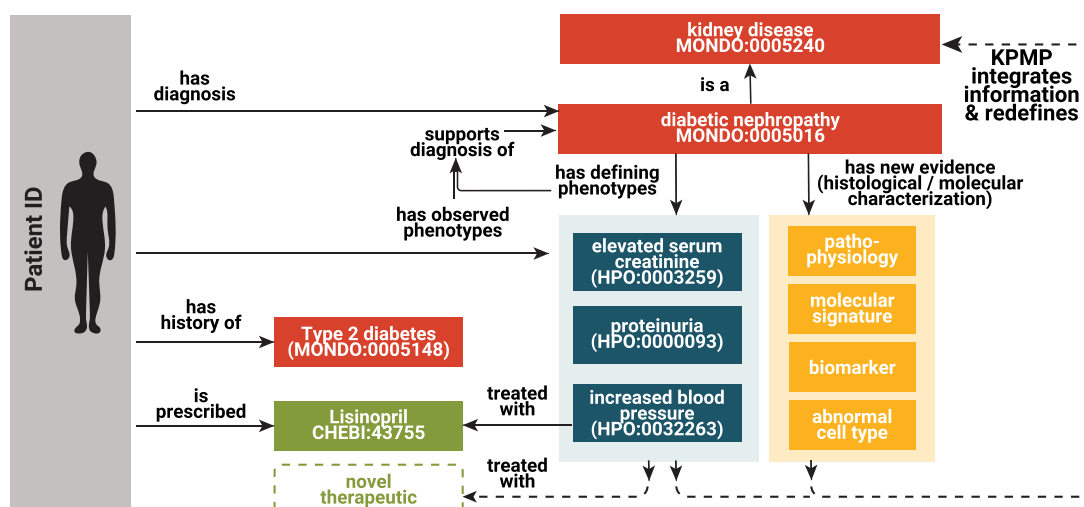 kidney disease
MONDO:0005240
KPMP
integrates
information
& redefines
is a
has
diagnosis
diabetic nephropathy
MONDO:0005016
supports
diagnosis of
has defining
phenotypes
has new evidence
(histological / molecular
characterization)
has observed
phenotypes
Patient ID
elevated serum
creatinine
(HPO:0003259)
patho-
physiology
molecular
signature
has
history of
Type 2 diabetes
(MONDO:0005148)
proteinuria
(HPO:0000093)
biomarker
is
prescribed
Lisinopril
CHEBI:43755
treated
with
increased blood
pressure
(HPO:0032263)
abnormal
cell type
treated
with
novel
therapeutic